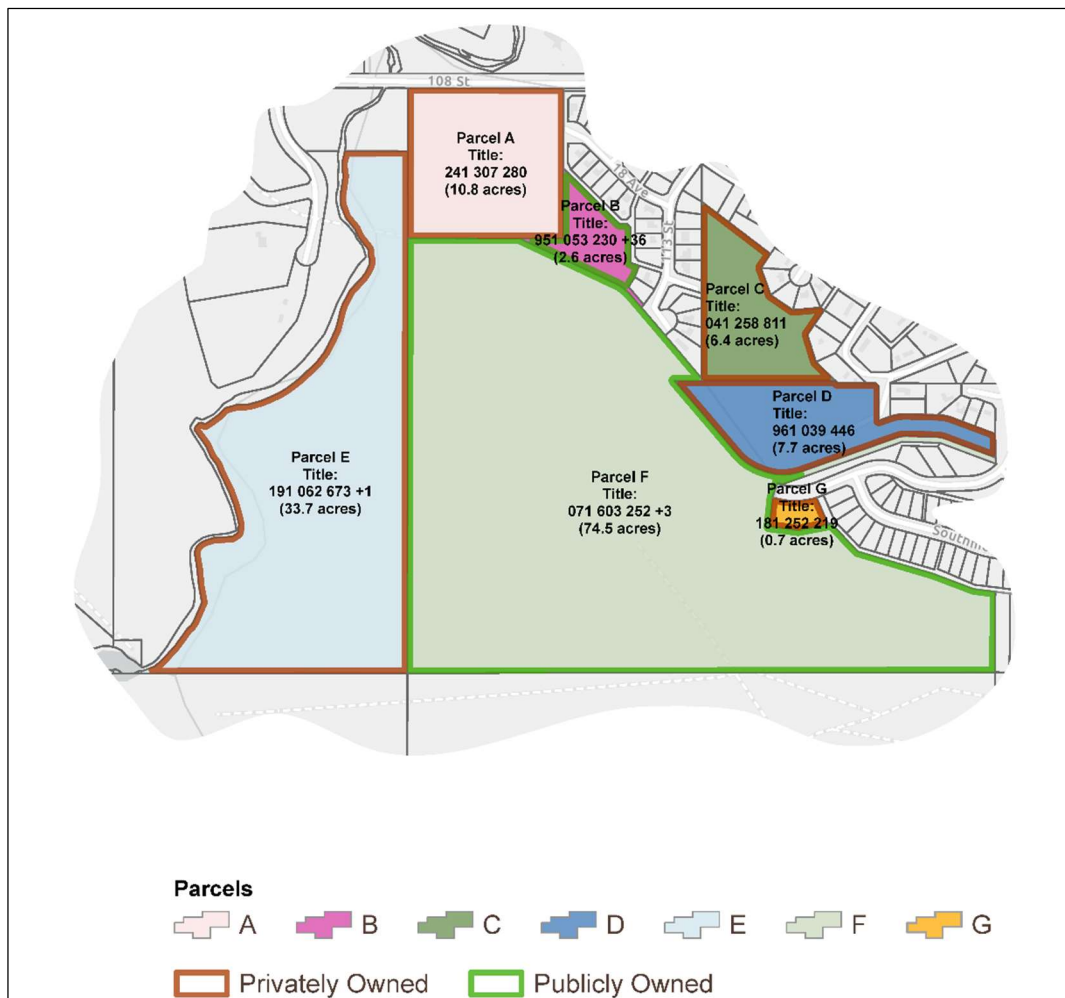 108 St
Parcel A
Title:
241 307 280
(10.8 acres)
18 Ave
Parcel B
Title:
951 053 230 +36
(2.6 acres)
113 St
Parcel C
Title:
041 258 811
(6.4 acres)
Parcel D
Title:
961 039 446
(7.7 acres)
Parcel E
Title:
191 062 673 +1
(33.7 acres)
Parcel F
Title:
071 603 252 +3
(74.5 acres)
Parcel G
Title:
181 252 219
(0.7 acres)
Parcels
A B C D E F G
Privately Owned Publicly Owned